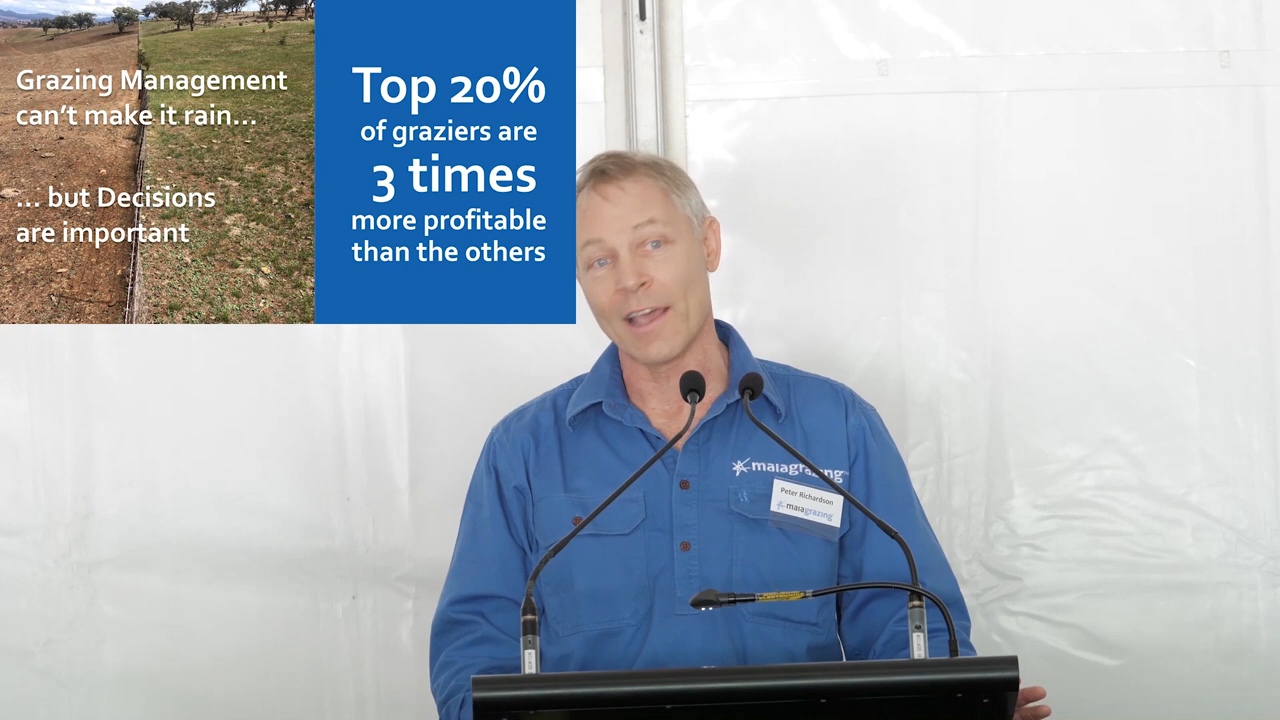 Grazing Management
can't make it rain...
... but Decisions
are important
Top 20%
of graziers are
3 times
more profitable
than the others
maiagrazing
Peter Richardson
maiagrazing